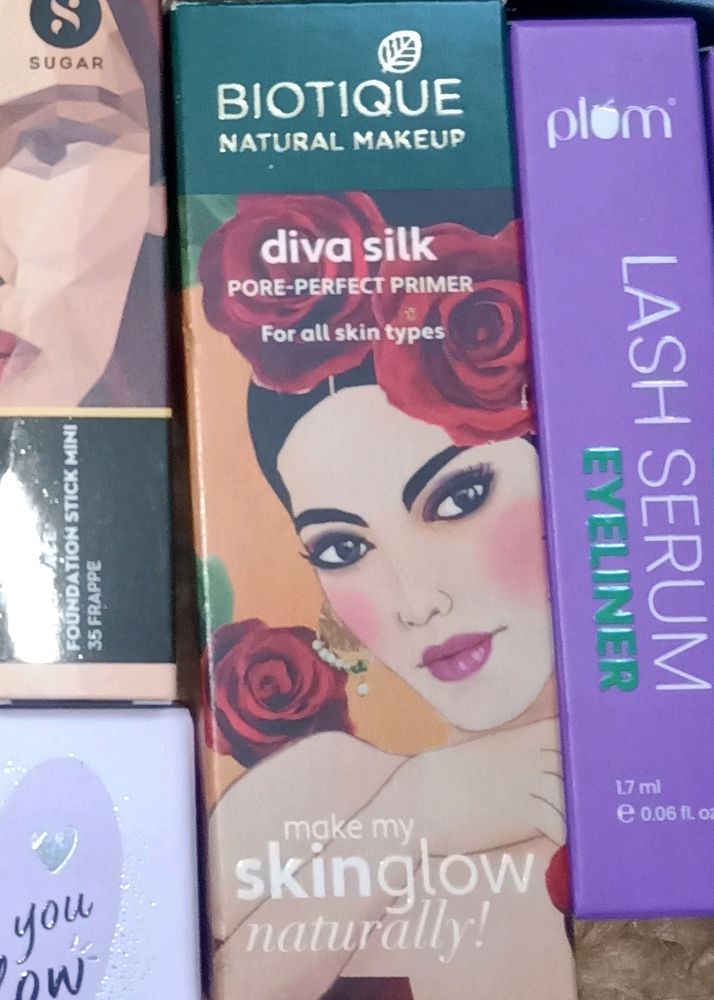 SUGAR
FOUNDATION STICK MINI
35 FRAPPE
BIOTIQUE
NATURAL MAKEUP
diva silk
PORE-PERFECT PRIMER
For all skin types
make my
skinglow
naturally!
plum
LASH SERUM
EYELINER
1.7 ml
e 0.06 fl. oz
you